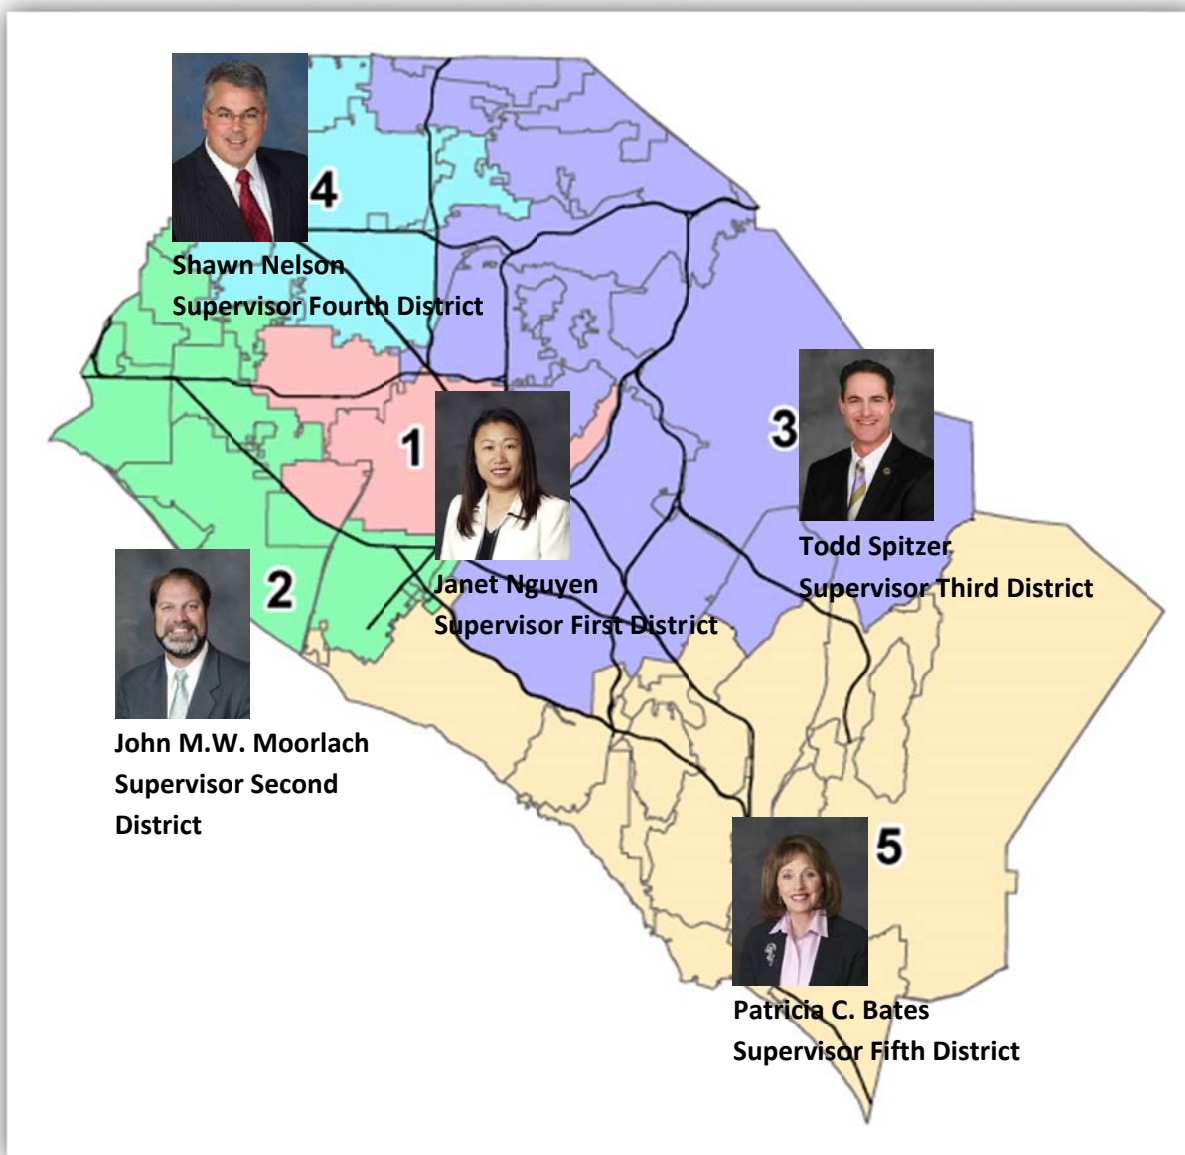 4
Shawn Nelson
Supervisor Fourth District
1
3
Todd Spitzer
Supervisor Third District
2
Janet Nguyen
Supervisor First District
John M.W. Moorlach
Supervisor Second
District
5
Patricia C. Bates
Supervisor Fifth District